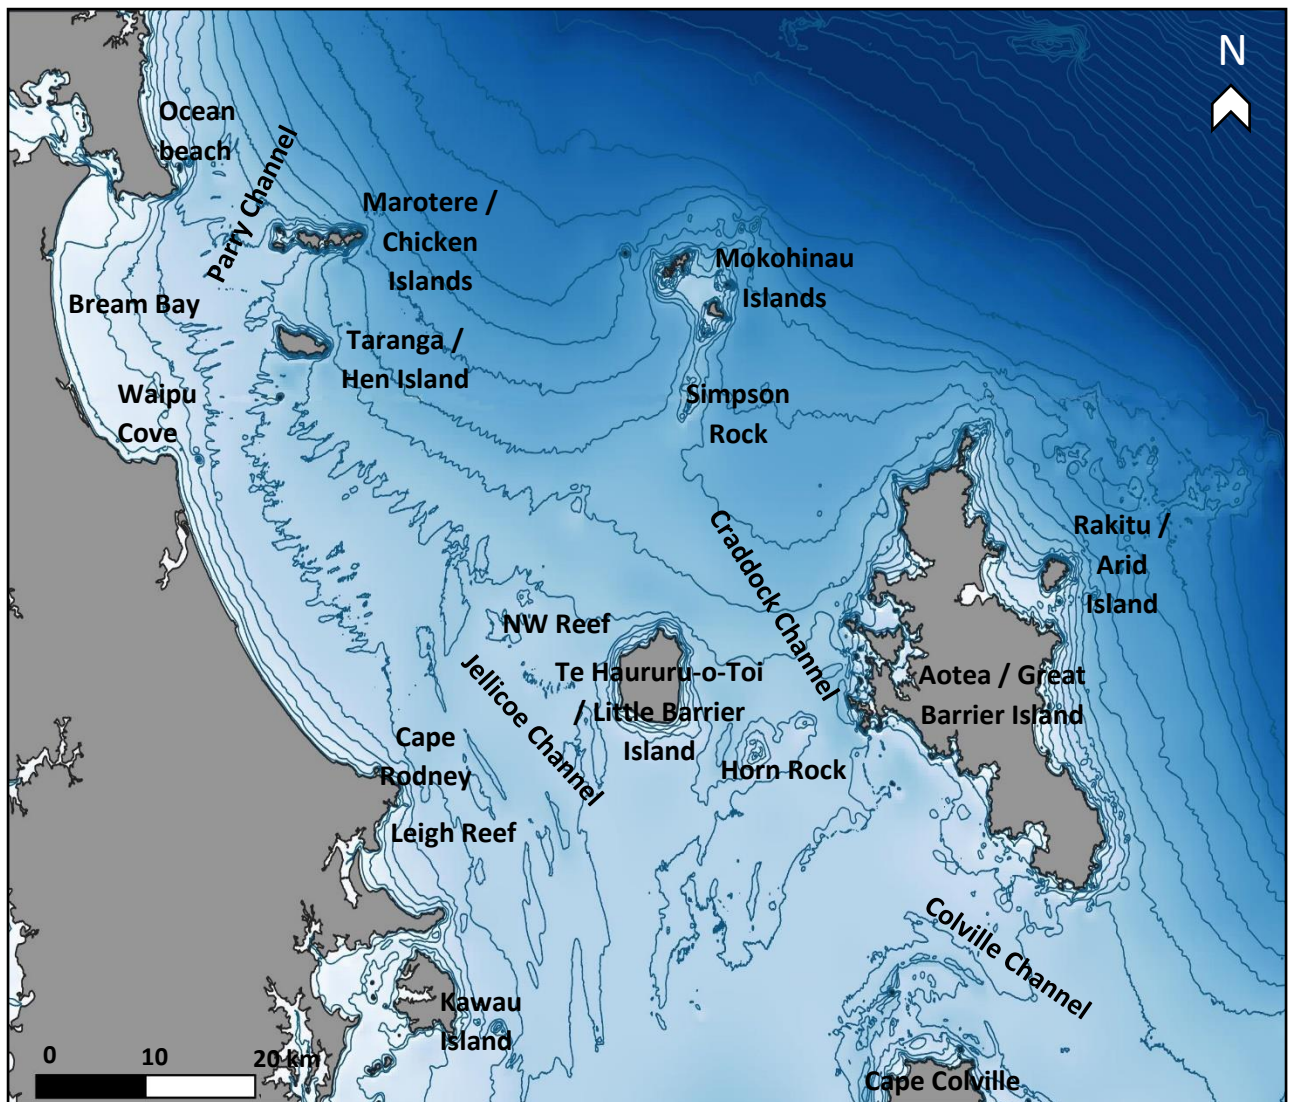 N
Ocean
beach
Parry Channel
Marotere /
Chicken
Islands
Mokohinau
Islands
Bream Bay
Taranga /
Hen Island
Waipu
Cove
Simpson
Rock
Craddock Channel
Rakitu /
Arid
Island
NW Reef
Jellicoe Channel
Te Haururu-o-Toi
/ Little Barrier
Island
Aotea / Great
Barrier Island
Cape
Rodney
Horn Rock
Leigh Reef
Colville Channel
Kawau
Island
0 10 20 km
Cape Colville